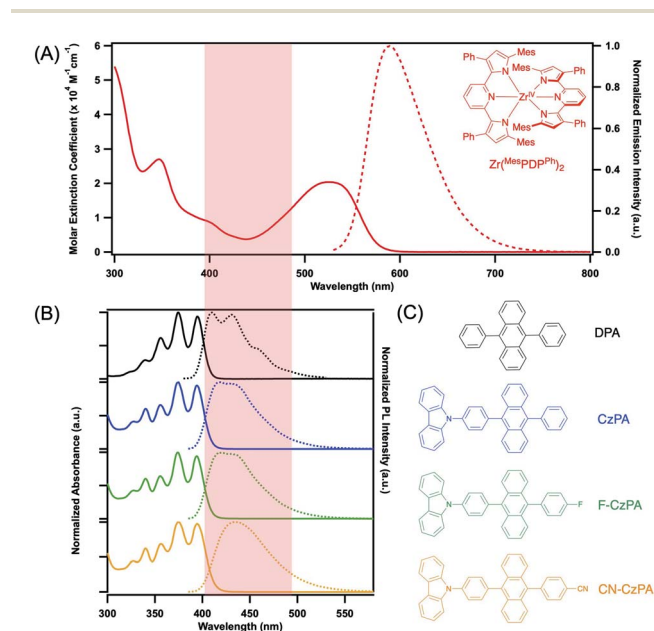 (A)
Molar Extinction Coefficient (x 10⁴ M⁻¹ cm⁻¹)
6
5
4
3
2
1
0
300
400
500
600
700
800
Wavelength (nm)
1.0
0.8
0.6
0.4
0.2
0.0
Normalized Emission Intensity (a.u.)
Mes
Ph
Mes
Ph
N
N
N
Zr^IV
N
N
N
Ph
Mes
Ph
Mes
Zr(^MesPDP^Ph)₂
(B)
Normalized Absorbance (a.u.)
Normalized PL Intensity (a.u.)
300
350
400
450
500
550
Wavelength (nm)
(C)
DPA
N
CzPA
N
F
F-CzPA
N
CN
CN-CzPA